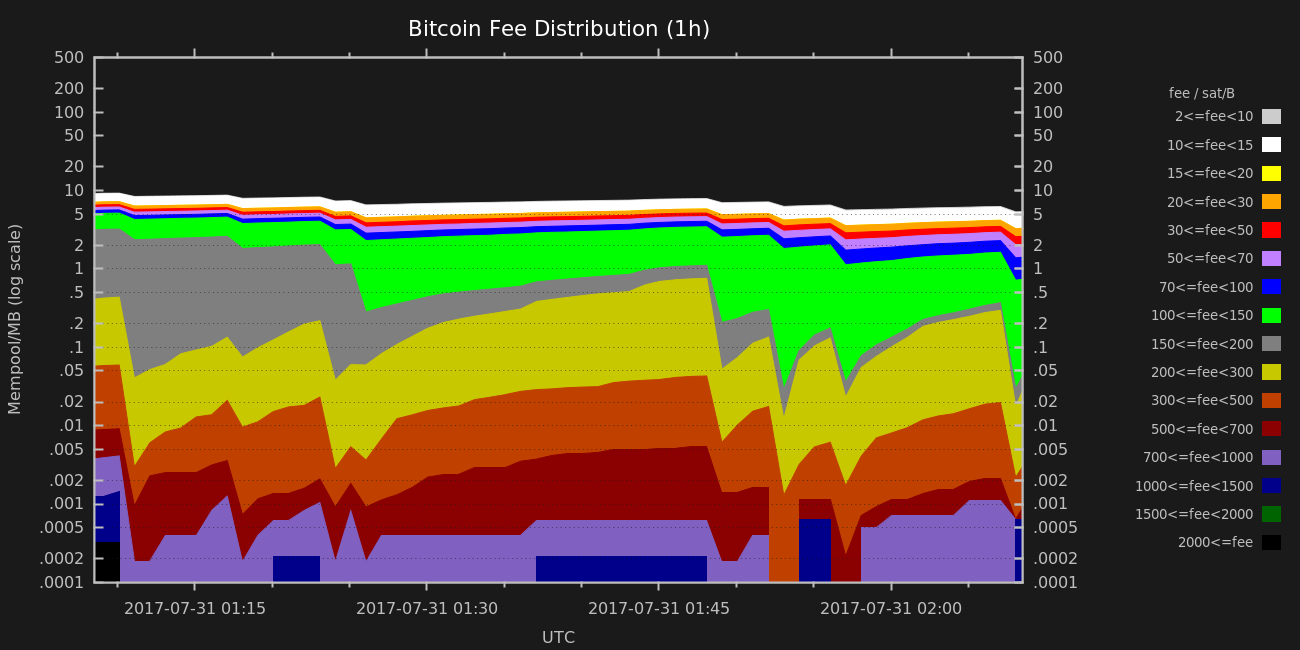 Bitcoin Fee Distribution (1h)
500
200
100
50
20
10
5
2
1
.5
.2
.1
.05
.02
.01
.005
.002
.001
.0005
.0002
.0001
Mempool/MB (log scale)
500
200
100
50
20
10
5
2
1
.5
.2
.1
.05
.02
.01
.005
.002
.001
.0005
.0002
.0001
2017-07-31 01:15
2017-07-31 01:30
2017-07-31 01:45
2017-07-31 02:00
UTC
fee / sat/B
2<=fee<10
10<=fee<15
15<=fee<20
20<=fee<30
30<=fee<50
50<=fee<70
70<=fee<100
100<=fee<150
150<=fee<200
200<=fee<300
300<=fee<500
500<=fee<700
700<=fee<1000
1000<=fee<1500
1500<=fee<2000
2000<=fee